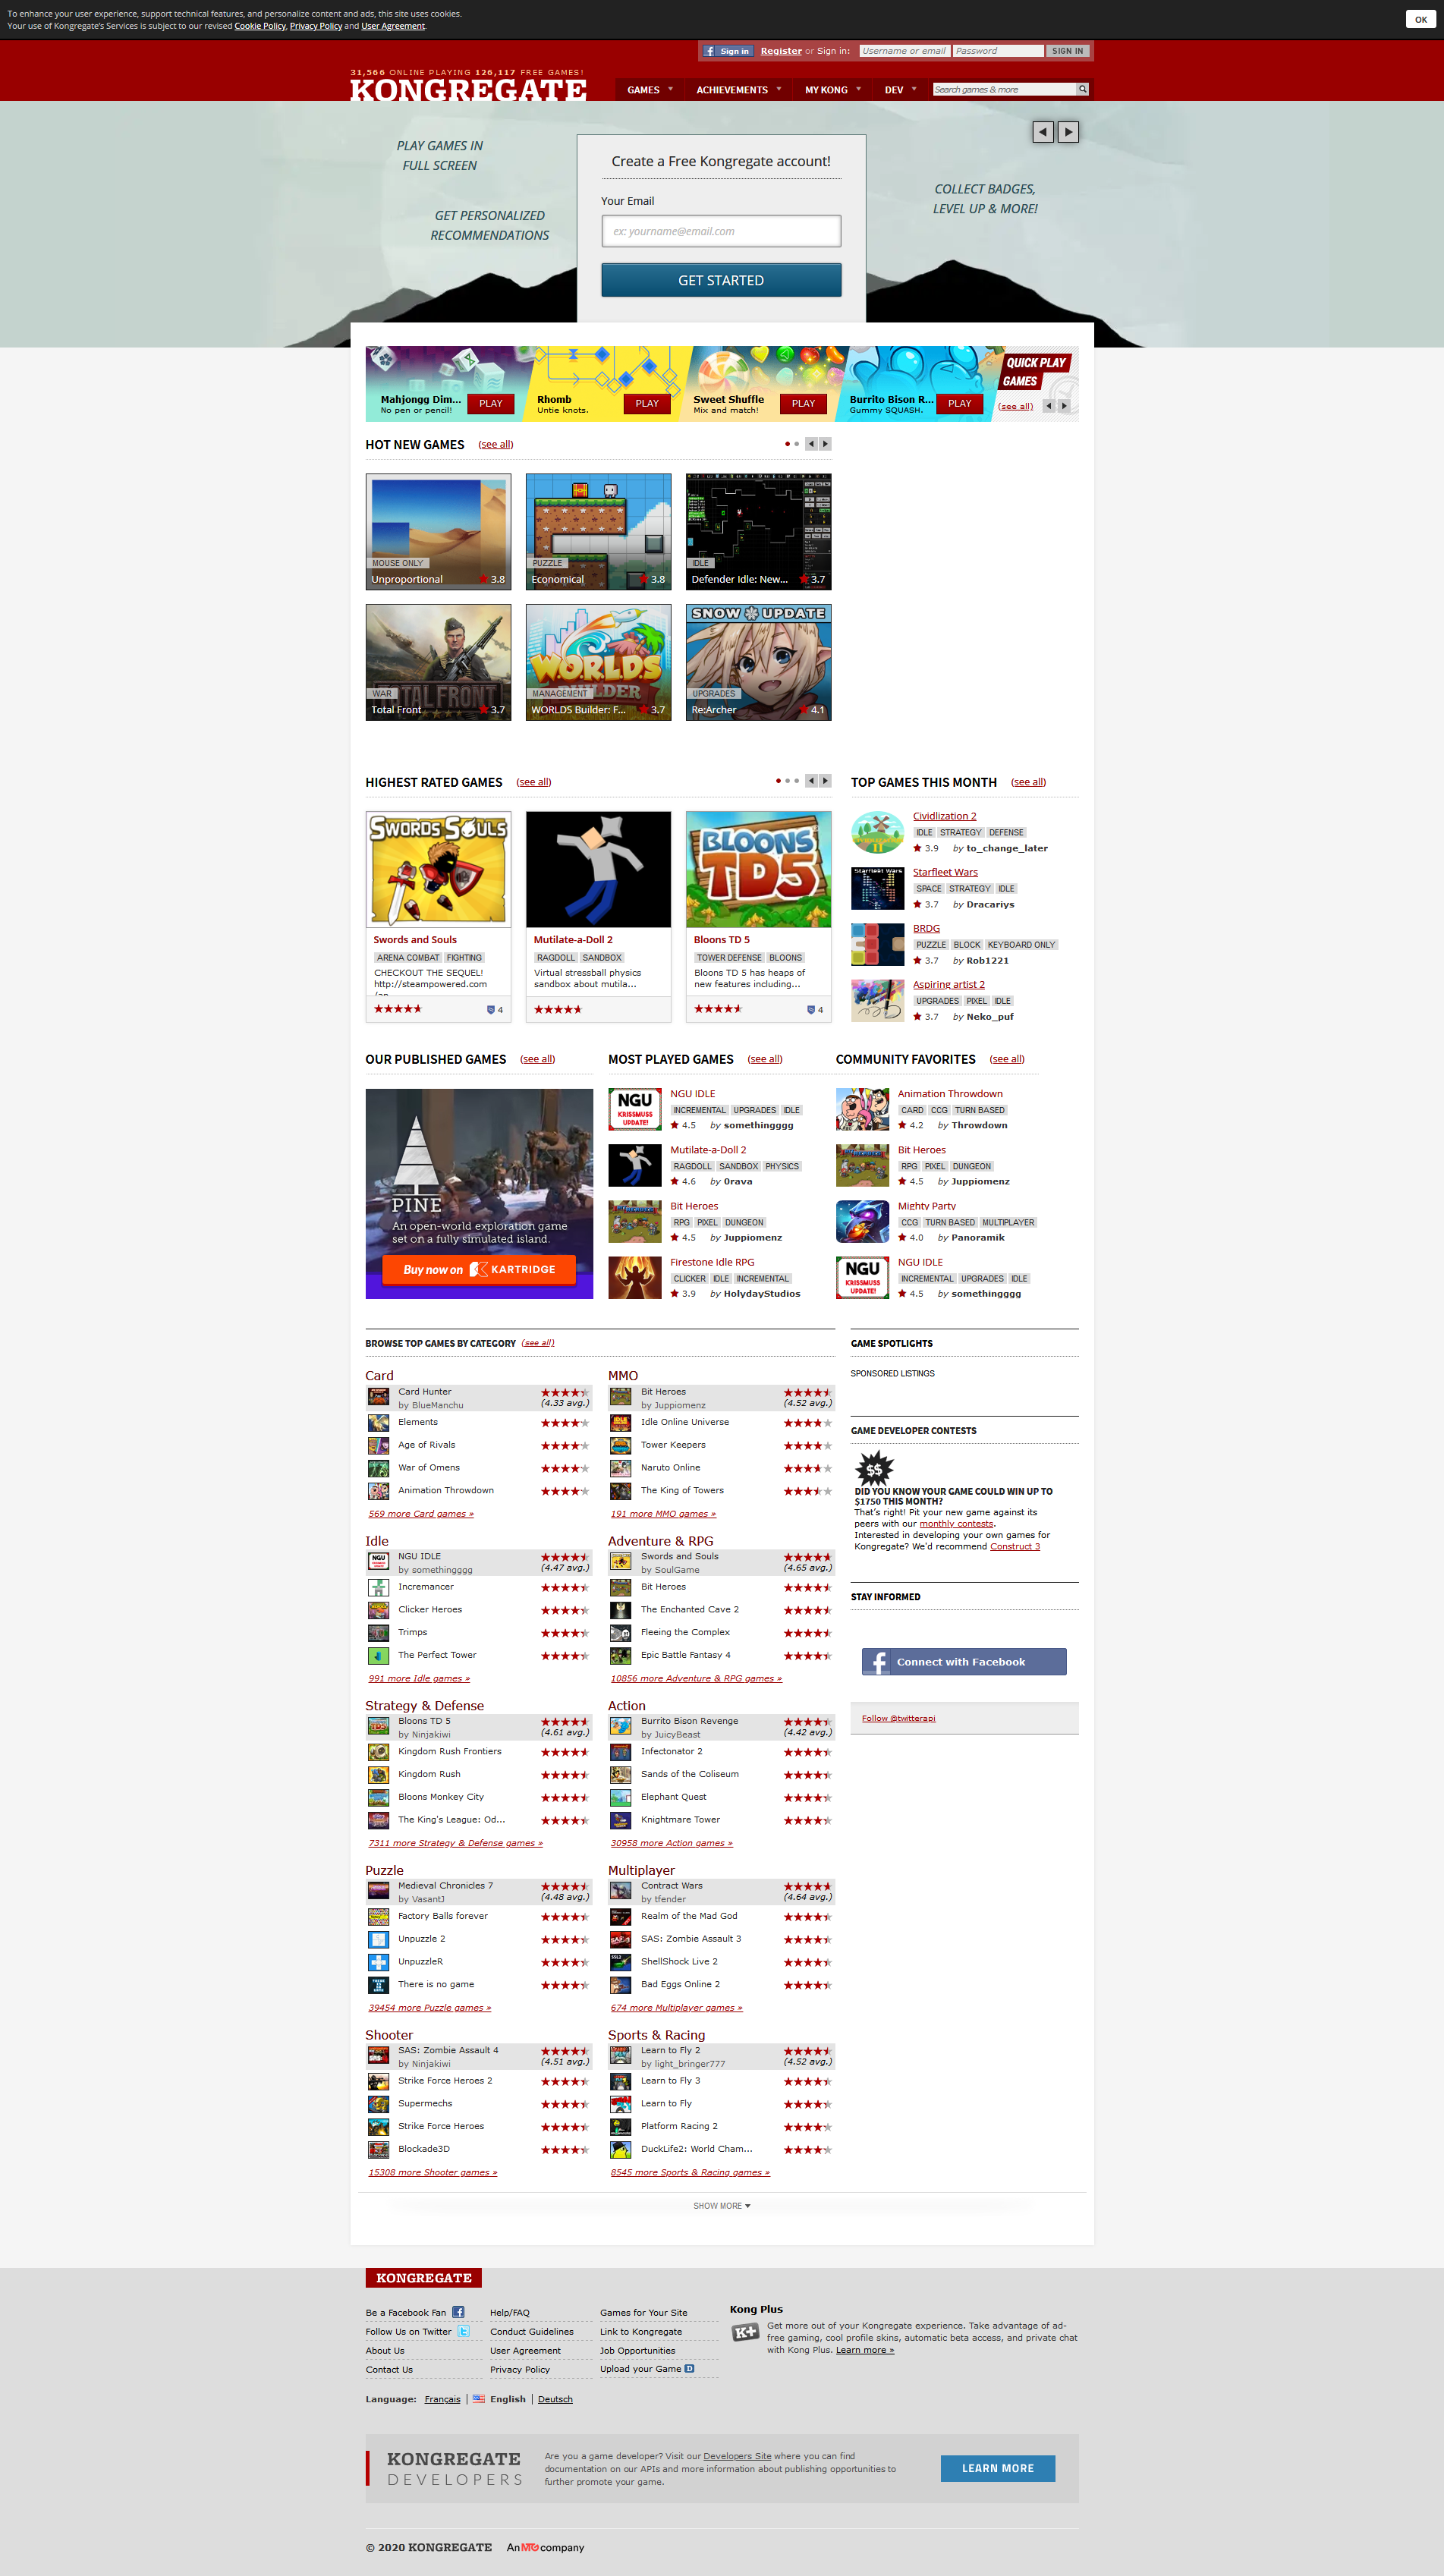 To enhance your user experience, support technical features, and personalize content and ads, this site uses cookies.
Your use of Kongregate's Services is subject to our revised Cookie Policy, Privacy Policy and User Agreement.
OK
Sign in
Register or Sign in:
Username or email
Password
SIGN IN
31,566 ONLINE PLAYING 126,117 FREE GAMES!
KONGREGATE
GAMES
ACHIEVEMENTS
MY KONG
DEV
Search games & more
PLAY GAMES IN
FULL SCREEN
GET PERSONALIZED
RECOMMENDATIONS
Create a Free Kongregate account!
Your Email
ex: yourname@email.com
GET STARTED
COLLECT BADGES,
LEVEL UP & MORE!
Mahjongg Dim...
No pen or pencil!
PLAY
Rhomb
Untie knots.
PLAY
Sweet Shuffle
Mix and match!
PLAY
Burrito Bison R...
Gummy SQUASH.
PLAY
QUICK PLAY
GAMES
(see all)
HOT NEW GAMES (see all)
MOUSE ONLY
Unproportional 3.8
PUZZLE
Economical 3.8
IDLE
Defender Idle: New... 3.7
WAR
TOTAL FRONT
Total Front 3.7
WORLDS
BUILDER
MANAGEMENT
WORLDS Builder: F... 3.7
SNOW UPDATE
UPGRADES
Re:Archer 4.1
HIGHEST RATED GAMES (see all)
SWORDS SOULS
Swords and Souls
ARENA COMBAT FIGHTING
CHECKOUT THE SEQUEL!
http://steampowered.com
/ap
4
Mutilate-a-Doll 2
RAGDOLL SANDBOX
Virtual stressball physics
sandbox about mutila...
BLOONS
TD5
Bloons TD 5
TOWER DEFENSE BLOONS
Bloons TD 5 has heaps of
new features including...
4
TOP GAMES THIS MONTH (see all)
Cividlization 2
IDLE STRATEGY DEFENSE
3.9 by to_change_later
Starfleet Wars
Starfleet Wars
SPACE STRATEGY IDLE
3.7 by Dracariys
BRDG
PUZZLE BLOCK KEYBOARD ONLY
3.7 by Rob1221
Aspiring artist 2
UPGRADES PIXEL IDLE
3.7 by Neko_puf
OUR PUBLISHED GAMES (see all)
PINE
An open-world exploration game
set on a fully simulated island.
Buy now on KARTRIDGE
MOST PLAYED GAMES (see all)
NGU
KRISSMUSS
UPDATE!
NGU IDLE
INCREMENTAL UPGRADES IDLE
4.5 by somethingggg
Mutilate-a-Doll 2
RAGDOLL SANDBOX PHYSICS
4.6 by 0rava
Bit Heroes
RPG PIXEL DUNGEON
4.5 by Juppiomenz
Firestone Idle RPG
CLICKER IDLE INCREMENTAL
3.9 by HolydayStudios
COMMUNITY FAVORITES (see all)
Animation Throwdown
CARD CCG TURN BASED
4.2 by Throwdown
Bit Heroes
RPG PIXEL DUNGEON
4.5 by Juppiomenz
Mighty Party
CCG TURN BASED MULTIPLAYER
4.0 by Panoramik
NGU
KRISSMUSS
UPDATE!
NGU IDLE
INCREMENTAL UPGRADES IDLE
4.5 by somethingggg
BROWSE TOP GAMES BY CATEGORY (see all)
Card
Card Hunter
by BlueManchu
(4.33 avg.)
Elements
Age of Rivals
War of Omens
Animation Throwdown
569 more Card games »
MMO
Bit Heroes
by Juppiomenz
(4.52 avg.)
Idle Online Universe
Tower Keepers
Naruto Online
The King of Towers
191 more MMO games »
Idle
NGU IDLE
by somethingggg
(4.47 avg.)
Incremancer
Clicker Heroes
Trimps
The Perfect Tower
991 more Idle games »
Adventure & RPG
Swords and Souls
by SoulGame
(4.65 avg.)
Bit Heroes
The Enchanted Cave 2
Fleeing the Complex
Epic Battle Fantasy 4
10856 more Adventure & RPG games »
Strategy & Defense
Bloons TD 5
by Ninjakiwi
(4.61 avg.)
Kingdom Rush Frontiers
Kingdom Rush
Bloons Monkey City
The King's League: Od...
7311 more Strategy & Defense games »
Action
Burrito Bison Revenge
by JuicyBeast
(4.42 avg.)
Infectonator 2
Sands of the Coliseum
Elephant Quest
Knightmare Tower
30958 more Action games »
Puzzle
Medieval Chronicles 7
by VasantJ
(4.48 avg.)
Factory Balls forever
Unpuzzle 2
UnpuzzleR
There is no game
39454 more Puzzle games »
Multiplayer
Contract Wars
by tfender
(4.64 avg.)
Realm of the Mad God
SAS: Zombie Assault 3
ShellShock Live 2
Bad Eggs Online 2
674 more Multiplayer games »
Shooter
SAS: Zombie Assault 4
by Ninjakiwi
(4.51 avg.)
Strike Force Heroes 2
Supermechs
Strike Force Heroes
Blockade3D
15308 more Shooter games »
Sports & Racing
Learn to Fly 2
by light_bringer777
(4.52 avg.)
Learn to Fly 3
Learn to Fly
Platform Racing 2
DuckLife2: World Cham...
8545 more Sports & Racing games »
GAME SPOTLIGHTS
SPONSORED LISTINGS
GAME DEVELOPER CONTESTS
$$
DID YOU KNOW YOUR GAME COULD WIN UP TO
$1750 THIS MONTH?
That's right! Pit your new game against its
peers with our monthly contests.
Interested in developing your own games for
Kongregate? We'd recommend Construct 3
STAY INFORMED
Connect with Facebook
Follow @twitterapi
SHOW MORE
KONGREGATE
Be a Facebook Fan
Follow Us on Twitter
About Us
Contact Us
Help/FAQ
Conduct Guidelines
User Agreement
Privacy Policy
Games for Your Site
Link to Kongregate
Job Opportunities
Upload your Game
Kong Plus
K+
Get more out of your Kongregate experience. Take advantage of ad-
free gaming, cool profile skins, automatic beta access, and private chat
with Kong Plus. Learn more »
Language: Français English Deutsch
KONGREGATE
DEVELOPERS
Are you a game developer? Visit our Developers Site where you can find
documentation on our APIs and more information about publishing opportunities to
further promote your game.
LEARN MORE
© 2020 KONGREGATE An MTG company